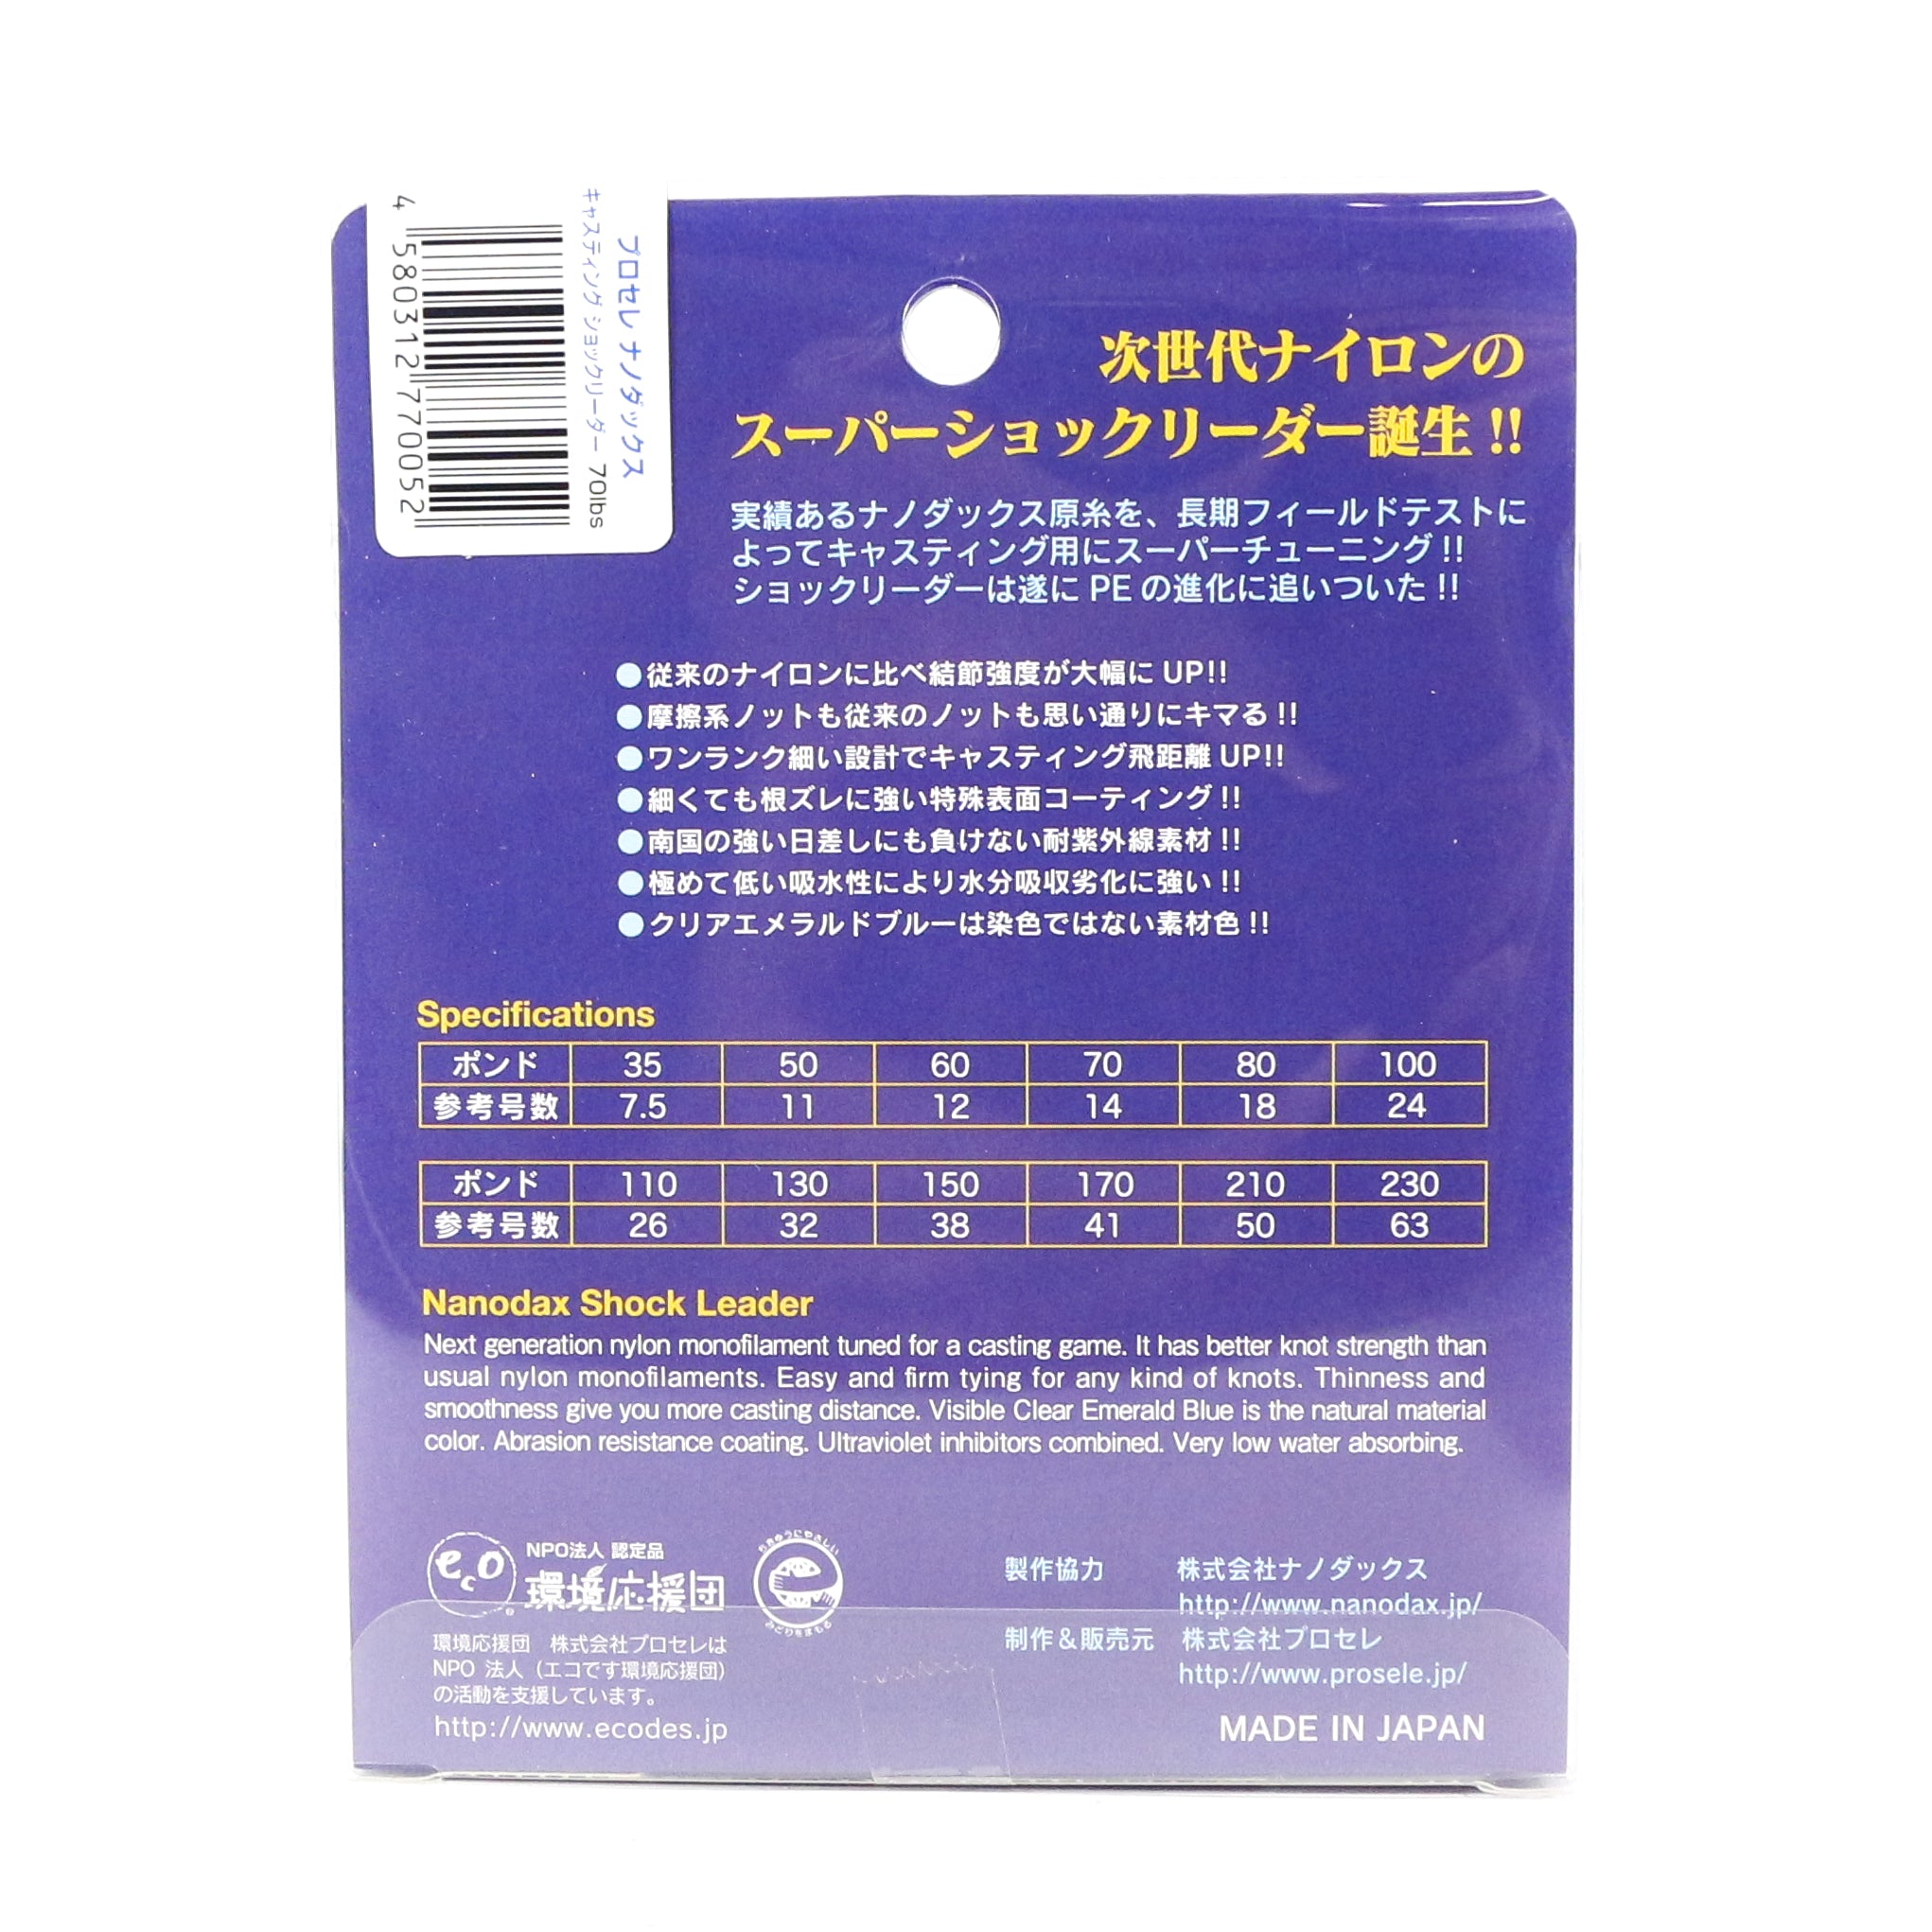 プロセレ ナノダックス
キャスティング ショックリーダー 70lbs
4 580312 770052
次世代ナイロンの
スーパーショックリーダー誕生!!
実績あるナノダックス原糸を、長期フィールドテストに
よってキャスティング用にスーパーチューニング!!
ショックリーダーは遂に PE の進化に追いついた!!
●従来のナイロンに比べ結節強度が大幅に UP!!
●摩擦系ノットも従来のノットも思い通りにキマる!!
●ワンランク細い設計でキャスティング飛距離 UP!!
●細くても根ズレに強い特殊表面コーティング!!
●南国の強い日差しにも負けない耐紫外線素材!!
●極めて低い吸水性により水分吸収劣化に強い!!
●クリアエメラルドブルーは染色ではない素材色!!
Specifications
ポンド 35 50 60 70 80 100
参考号数 7.5 11 12 14 18 24
ポンド 110 130 150 170 210 230
参考号数 26 32 38 41 50 63
Nanodax Shock Leader
Next generation nylon monofilament tuned for a casting game. It has better knot strength than
usual nylon monofilaments. Easy and firm tying for any kind of knots. Thinness and
smoothness give you more casting distance. Visible Clear Emerald Blue is the natural material
color. Abrasion resistance coating. Ultraviolet inhibitors combined. Very low water absorbing.
eco
NPO法人 認定品
環境応援団
ちきゅうにやさしい
みどりをまもる
環境応援団 株式会社プロセレは
NPO 法人（エコです環境応援団）
の活動を支援しています。
http://www.ecodes.jp
製作協力 株式会社ナノダックス
http://www.nanodax.jp/
制作＆販売元 株式会社プロセレ
http://www.prosele.jp/
MADE IN JAPAN